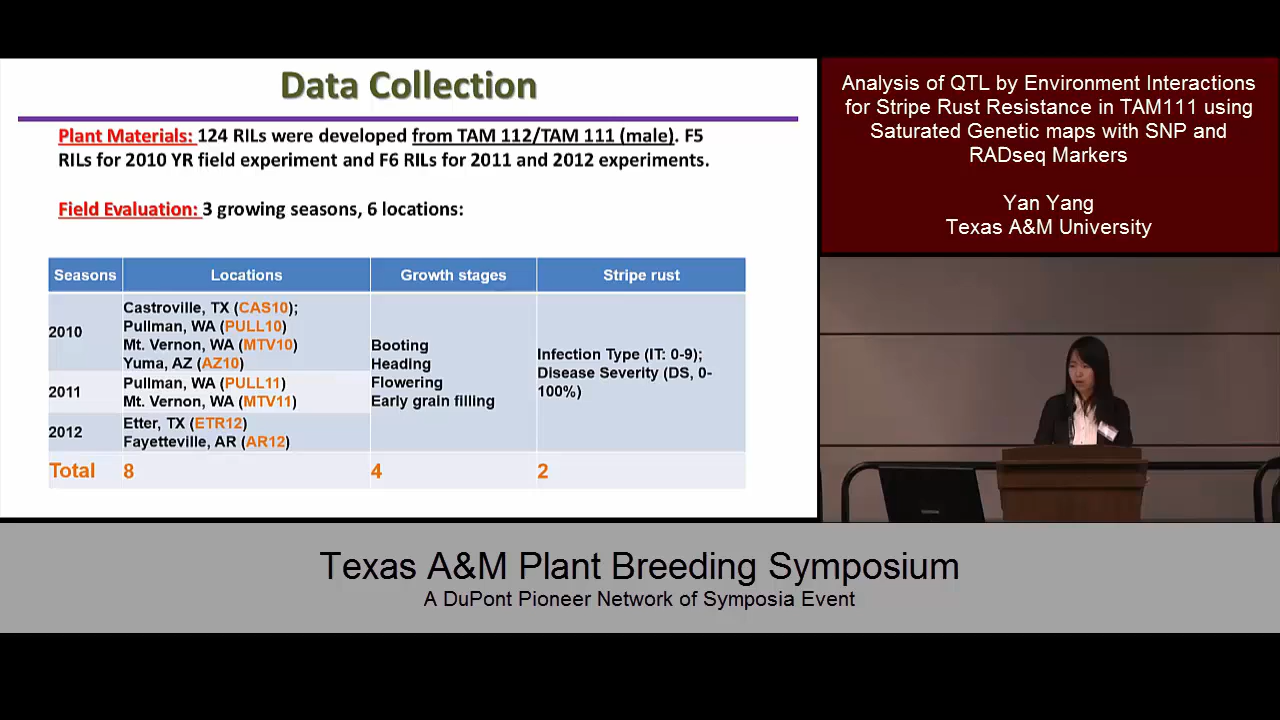 Data Collection
Plant Materials: 124 RILs were developed from TAM 112/TAM 111 (male). F5
RILs for 2010 YR field experiment and F6 RILs for 2011 and 2012 experiments.
Field Evaluation: 3 growing seasons, 6 locations:
Seasons Locations Growth stages Stripe rust
2010
Castroville, TX (CAS10);
Pullman, WA (PULL10)
Mt. Vernon, WA (MTV10)
Yuma, AZ (AZ10)
2011
Pullman, WA (PULL11)
Mt. Vernon, WA (MTV11)
2012
Etter, TX (ETR12)
Fayetteville, AR (AR12)
Booting
Heading
Flowering
Early grain filling
Infection Type (IT: 0-9);
Disease Severity (DS, 0-
100%)
Total 8 4 2
Analysis of QTL by Environment Interactions
for Stripe Rust Resistance in TAM111 using
Saturated Genetic maps with SNP and
RADseq Markers
Yan Yang
Texas A&M University
Texas A&M Plant Breeding Symposium
A DuPont Pioneer Network of Symposia Event